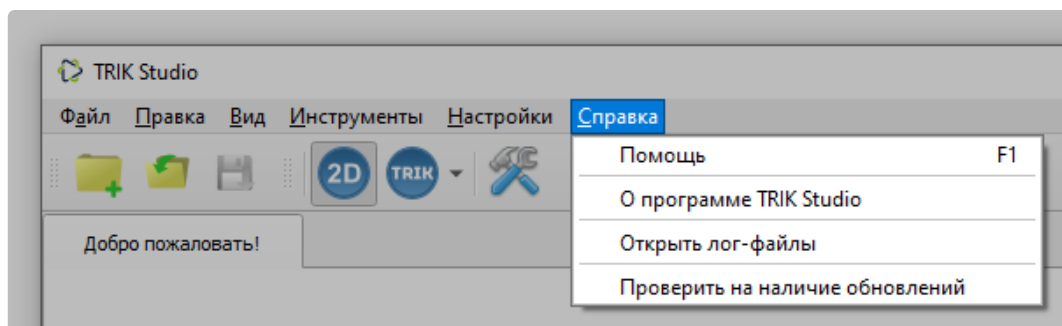 TRIK Studio
Файл Правка Вид Инструменты Настройки Справка
2D TRIK
Помощь F1
О программе TRIK Studio
Открыть лог-файлы
Проверить на наличие обновлений
Добро пожаловать!